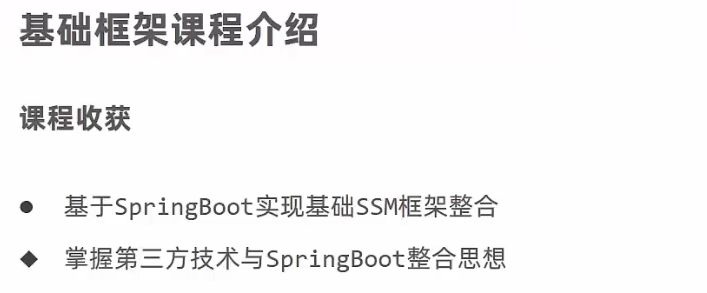 基础框架课程介绍
课程收获
● 基于SpringBoot实现基础SSM框架整合
◆ 掌握第三方技术与SpringBoot整合思想